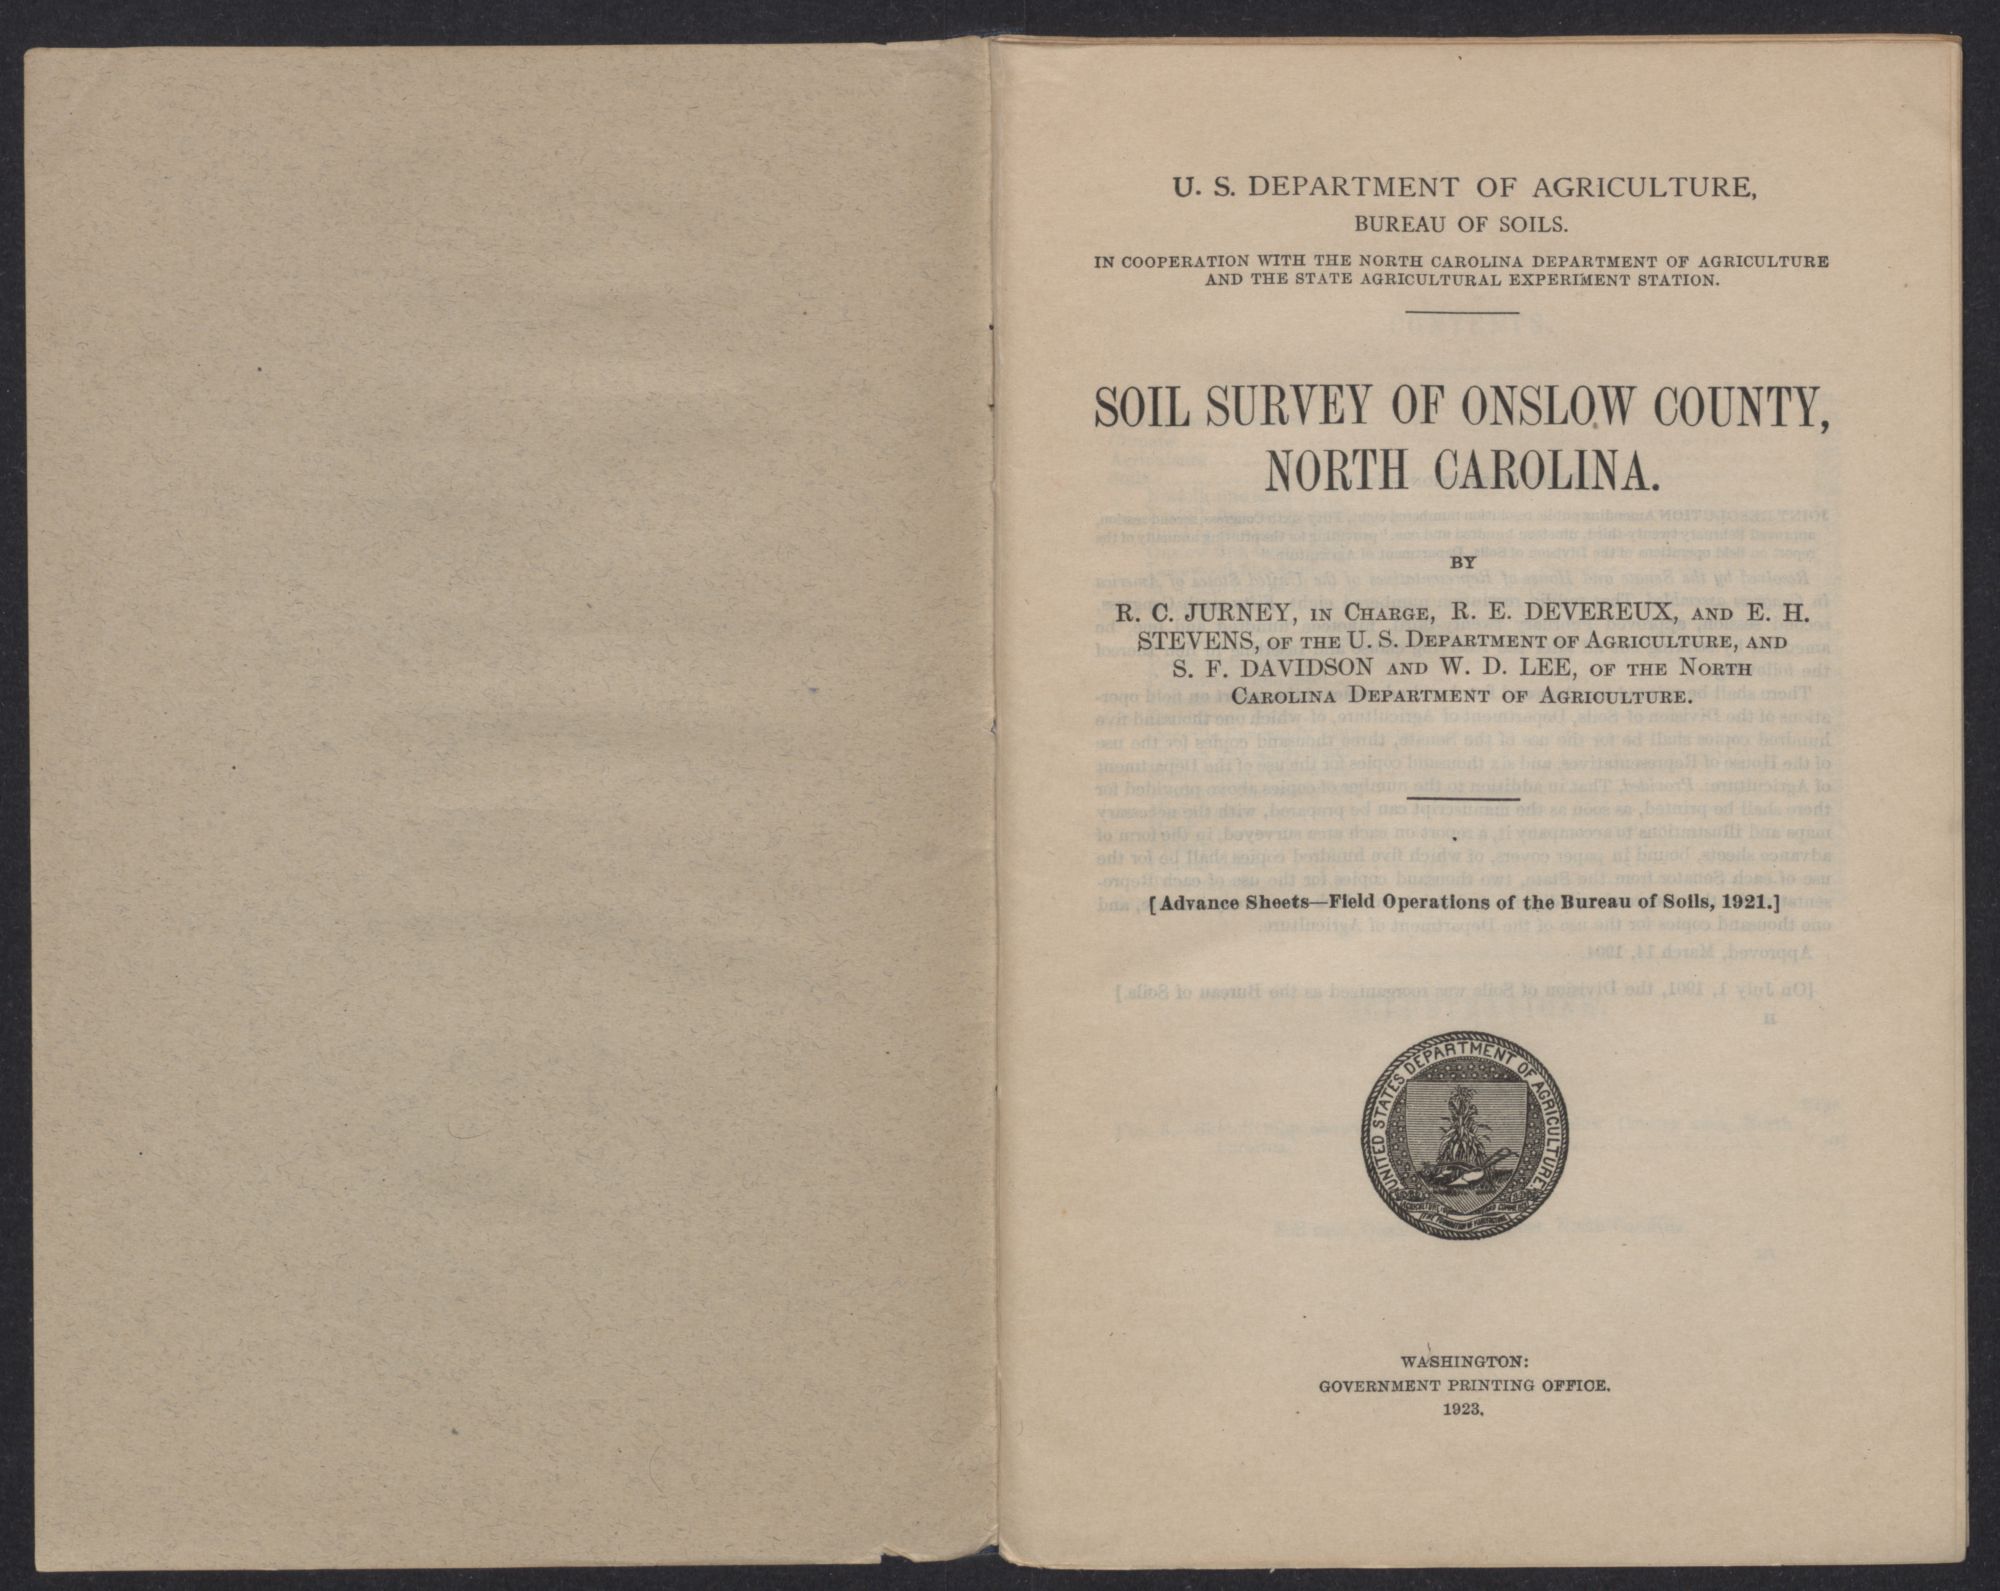 U. S. DEPARTMENT OF AGRICULTURE,
BUREAU OF SOILS.
IN COOPERATION WITH THE NORTH CAROLINA DEPARTMENT OF AGRICULTURE
AND THE STATE AGRICULTURAL EXPERIMENT STATION.
SOIL SURVEY OF ONSLOW COUNTY,
NORTH CAROLINA.
BY
R. C. JURNEY, IN CHARGE, R. E. DEVEREUX, AND E. H.
STEVENS, OF THE U. S. DEPARTMENT OF AGRICULTURE, AND
S. F. DAVIDSON AND W. D. LEE, OF THE NORTH
CAROLINA DEPARTMENT OF AGRICULTURE.
[Advance Sheets—Field Operations of the Bureau of Soils, 1921.]
UNITED STATES DEPARTMENT OF AGRICULTURE.
WASHINGTON:
GOVERNMENT PRINTING OFFICE.
1923.